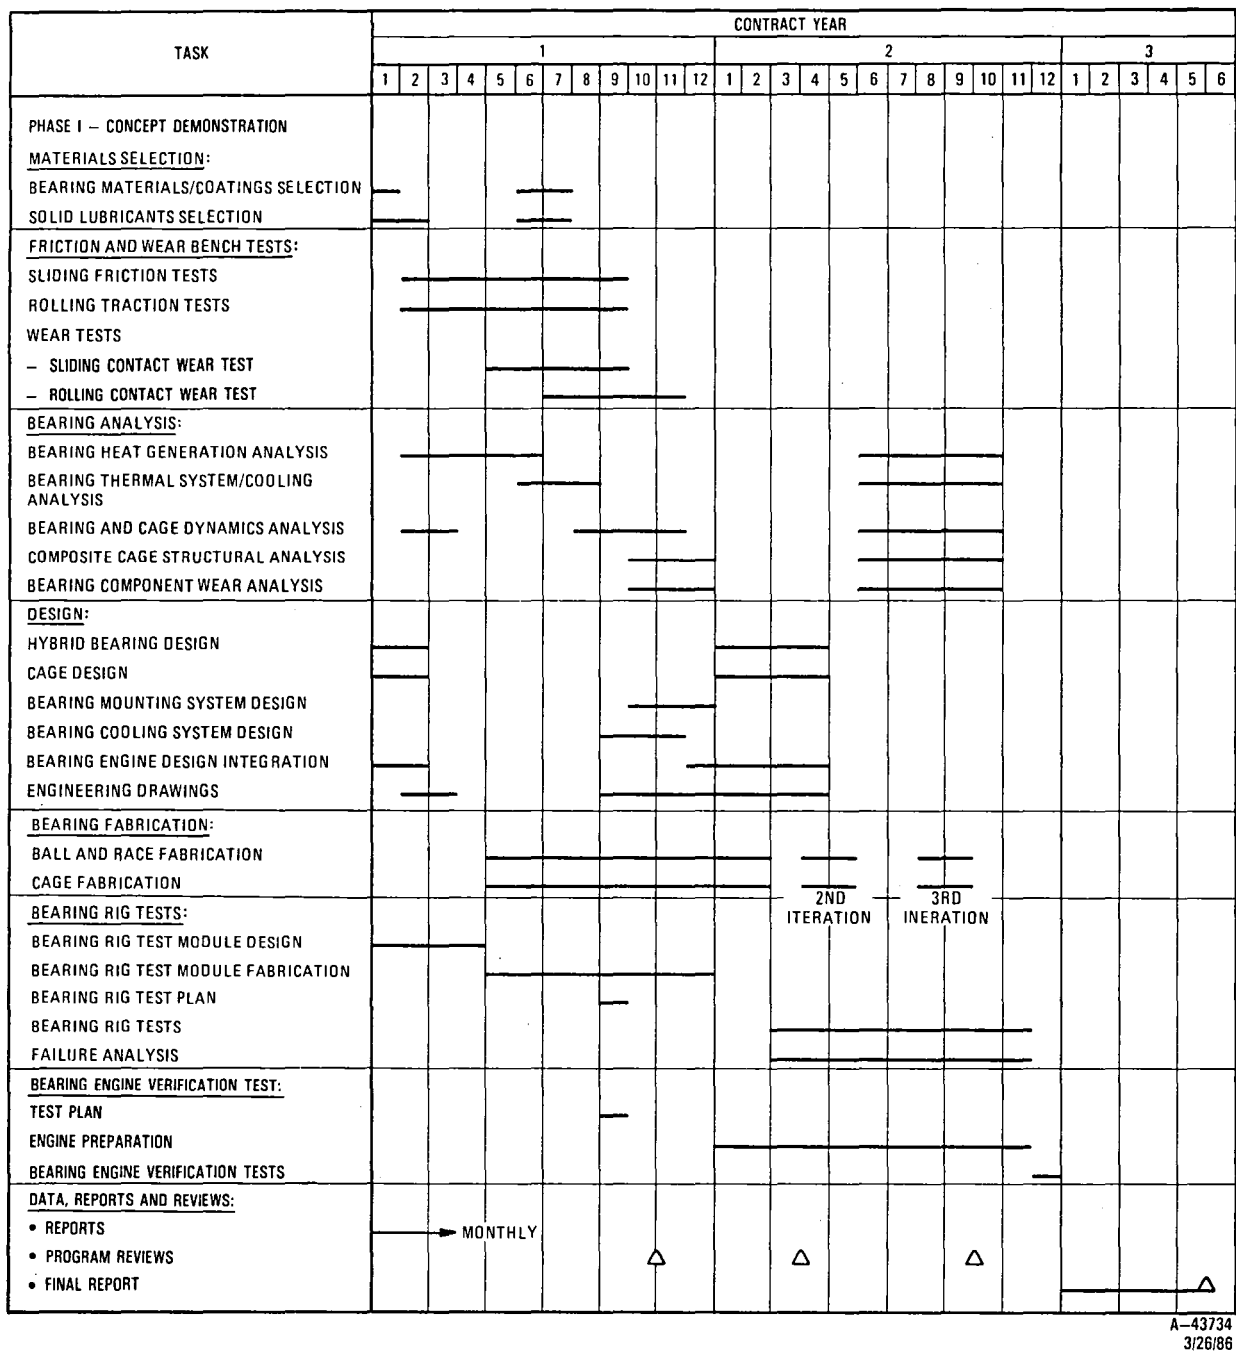 CONTRACT YEAR
TASK
1 2 3
1 2 3 4 5 6 7 8 9 10 11 12 1 2 3 4 5 6 7 8 9 10 11 12 1 2 3 4 5 6
PHASE I – CONCEPT DEMONSTRATION
MATERIALS SELECTION:
BEARING MATERIALS/COATINGS SELECTION
SOLID LUBRICANTS SELECTION
FRICTION AND WEAR BENCH TESTS:
SLIDING FRICTION TESTS
ROLLING TRACTION TESTS
WEAR TESTS
– SLIDING CONTACT WEAR TEST
– ROLLING CONTACT WEAR TEST
BEARING ANALYSIS:
BEARING HEAT GENERATION ANALYSIS
BEARING THERMAL SYSTEM/COOLING
ANALYSIS
BEARING AND CAGE DYNAMICS ANALYSIS
COMPOSITE CAGE STRUCTURAL ANALYSIS
BEARING COMPONENT WEAR ANALYSIS
DESIGN:
HYBRID BEARING DESIGN
CAGE DESIGN
BEARING MOUNTING SYSTEM DESIGN
BEARING COOLING SYSTEM DESIGN
BEARING ENGINE DESIGN INTEGRATION
ENGINEERING DRAWINGS
BEARING FABRICATION:
BALL AND RACE FABRICATION
CAGE FABRICATION
2ND
ITERATION
3RD
INERATION
BEARING RIG TESTS:
BEARING RIG TEST MODULE DESIGN
BEARING RIG TEST MODULE FABRICATION
BEARING RIG TEST PLAN
BEARING RIG TESTS
FAILURE ANALYSIS
BEARING ENGINE VERIFICATION TEST:
TEST PLAN
ENGINE PREPARATION
BEARING ENGINE VERIFICATION TESTS
DATA, REPORTS AND REVIEWS:
• REPORTS MONTHLY
• PROGRAM REVIEWS
• FINAL REPORT
A–43734
3/26/86